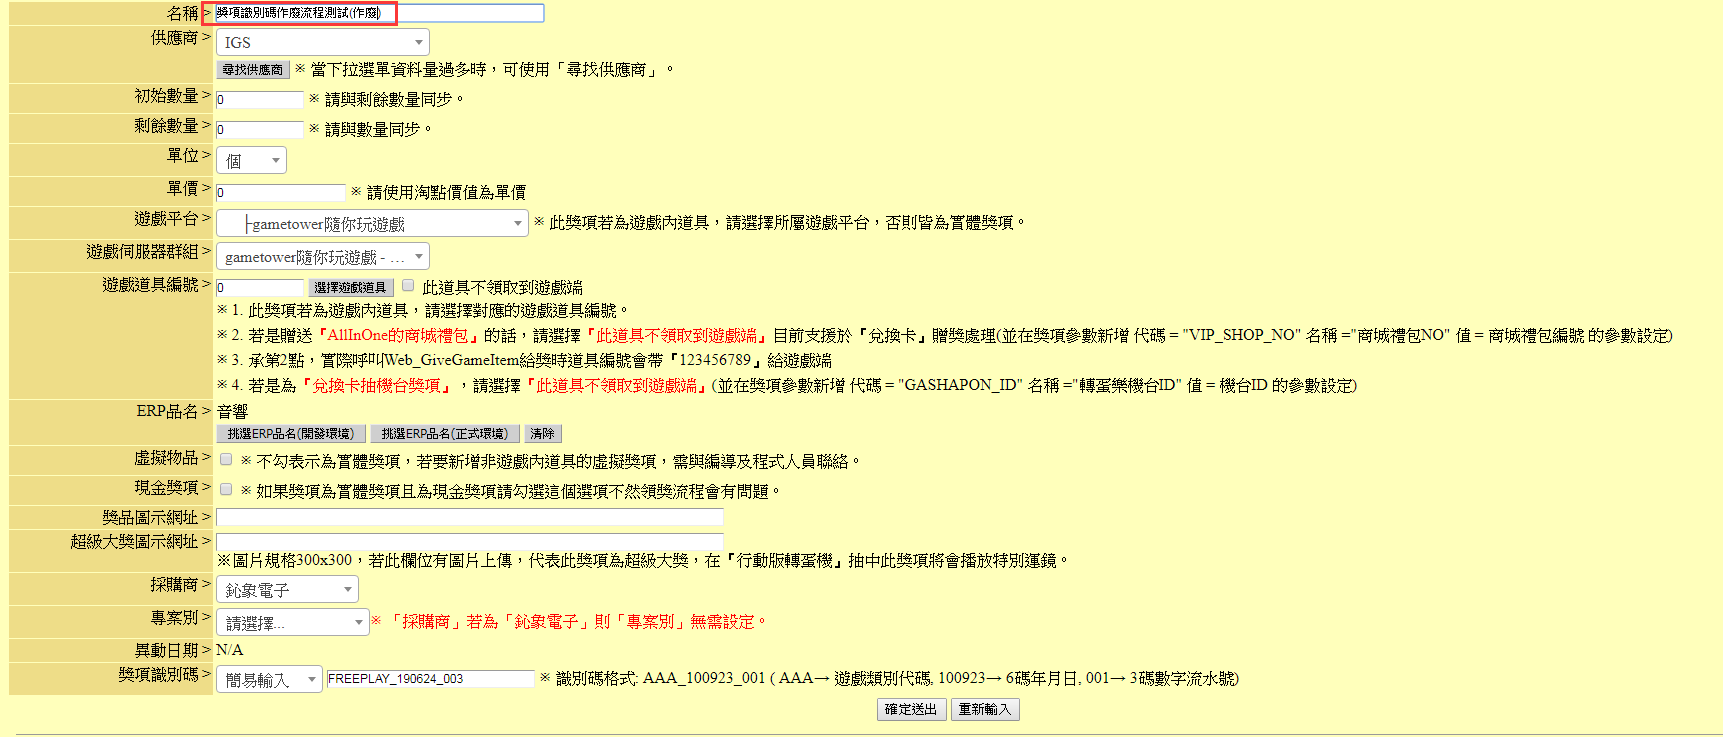 名稱 > 獎項識別碼作廢流程測試(作廢)
供應商 > IGS
尋找供應商 ※ 當下拉選單資料量過多時，可使用「尋找供應商」。
初始數量 > 0 ※ 請與剩餘數量同步。
剩餘數量 > 0 ※ 請與數量同步。
單位 > 個
單價 > 0 ※ 請使用淘點價值為單價
遊戲平台 > ├gametower隨你玩遊戲 ※ 此獎項若為遊戲內道具，請選擇所屬遊戲平台，否則皆為實體獎項。
遊戲伺服器群組 > gametower隨你玩遊戲 - …
遊戲道具編號 > 0 選擇遊戲道具 此道具不領取到遊戲端
※ 1. 此獎項若為遊戲內道具，請選擇對應的遊戲道具編號。
※ 2. 若是贈送『AllInOne的商城禮包』的話，請選擇『此道具不領取到遊戲端』目前支援於『兌換卡』贈獎處理(並在獎項參數新增 代碼 = "VIP_SHOP_NO" 名稱 ="商城禮包NO" 值 = 商城禮包編號 的參數設定)
※ 3. 承第2點，實際呼叫Web_GiveGameItem給獎時道具編號會帶『123456789』給遊戲端
※ 4. 若是為『兌換卡抽機台獎項』，請選擇『此道具不領取到遊戲端』(並在獎項參數新增 代碼 = "GASHAPON_ID" 名稱 ="轉蛋樂機台ID" 值 = 機台ID 的參數設定)
ERP品名 > 音響
挑選ERP品名(開發環境) 挑選ERP品名(正式環境) 清除
虛擬物品 > ※ 不勾表示為實體獎項，若要新增非遊戲內道具的虛擬獎項，需與編導及程式人員聯絡。
現金獎項 > ※ 如果獎項為實體獎項且為現金獎項請勾選這個選項不然領獎流程會有問題。
獎品圖示網址 >
超級大獎圖示網址 >
※圖片規格300x300，若此欄位有圖片上傳，代表此獎項為超級大獎，在『行動版轉蛋機』抽中此獎項將會播放特別運鏡。
採購商 > 鈊象電子
專案別 > 請選擇... ※ 「採購商」若為「鈊象電子」則「專案別」無需設定。
異動日期 > N/A
獎項識別碼 > 簡易輸入 FREEPLAY_190624_003 ※ 識別碼格式: AAA_100923_001 ( AAA→ 遊戲類別代碼, 100923→ 6碼年月日, 001→ 3碼數字流水號)
確定送出 重新輸入